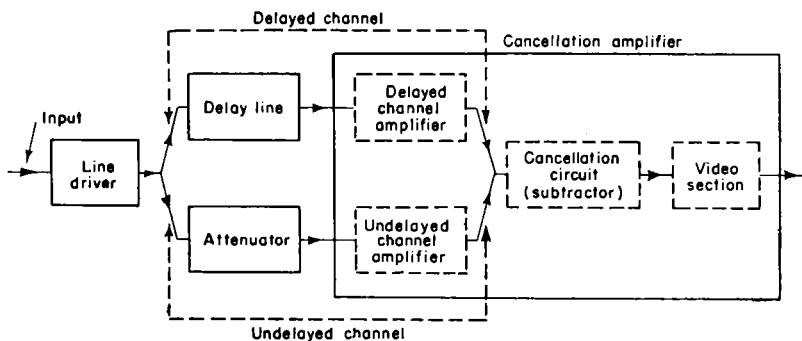 Delayed channel
Cancellation amplifier
Input
Line
driver
Delay line
Delayed
channel
amplifier
Cancellation
circuit
(subtractor)
Video
section
Attenuator
Undelayed
channel
amplifier
Undelayed channel